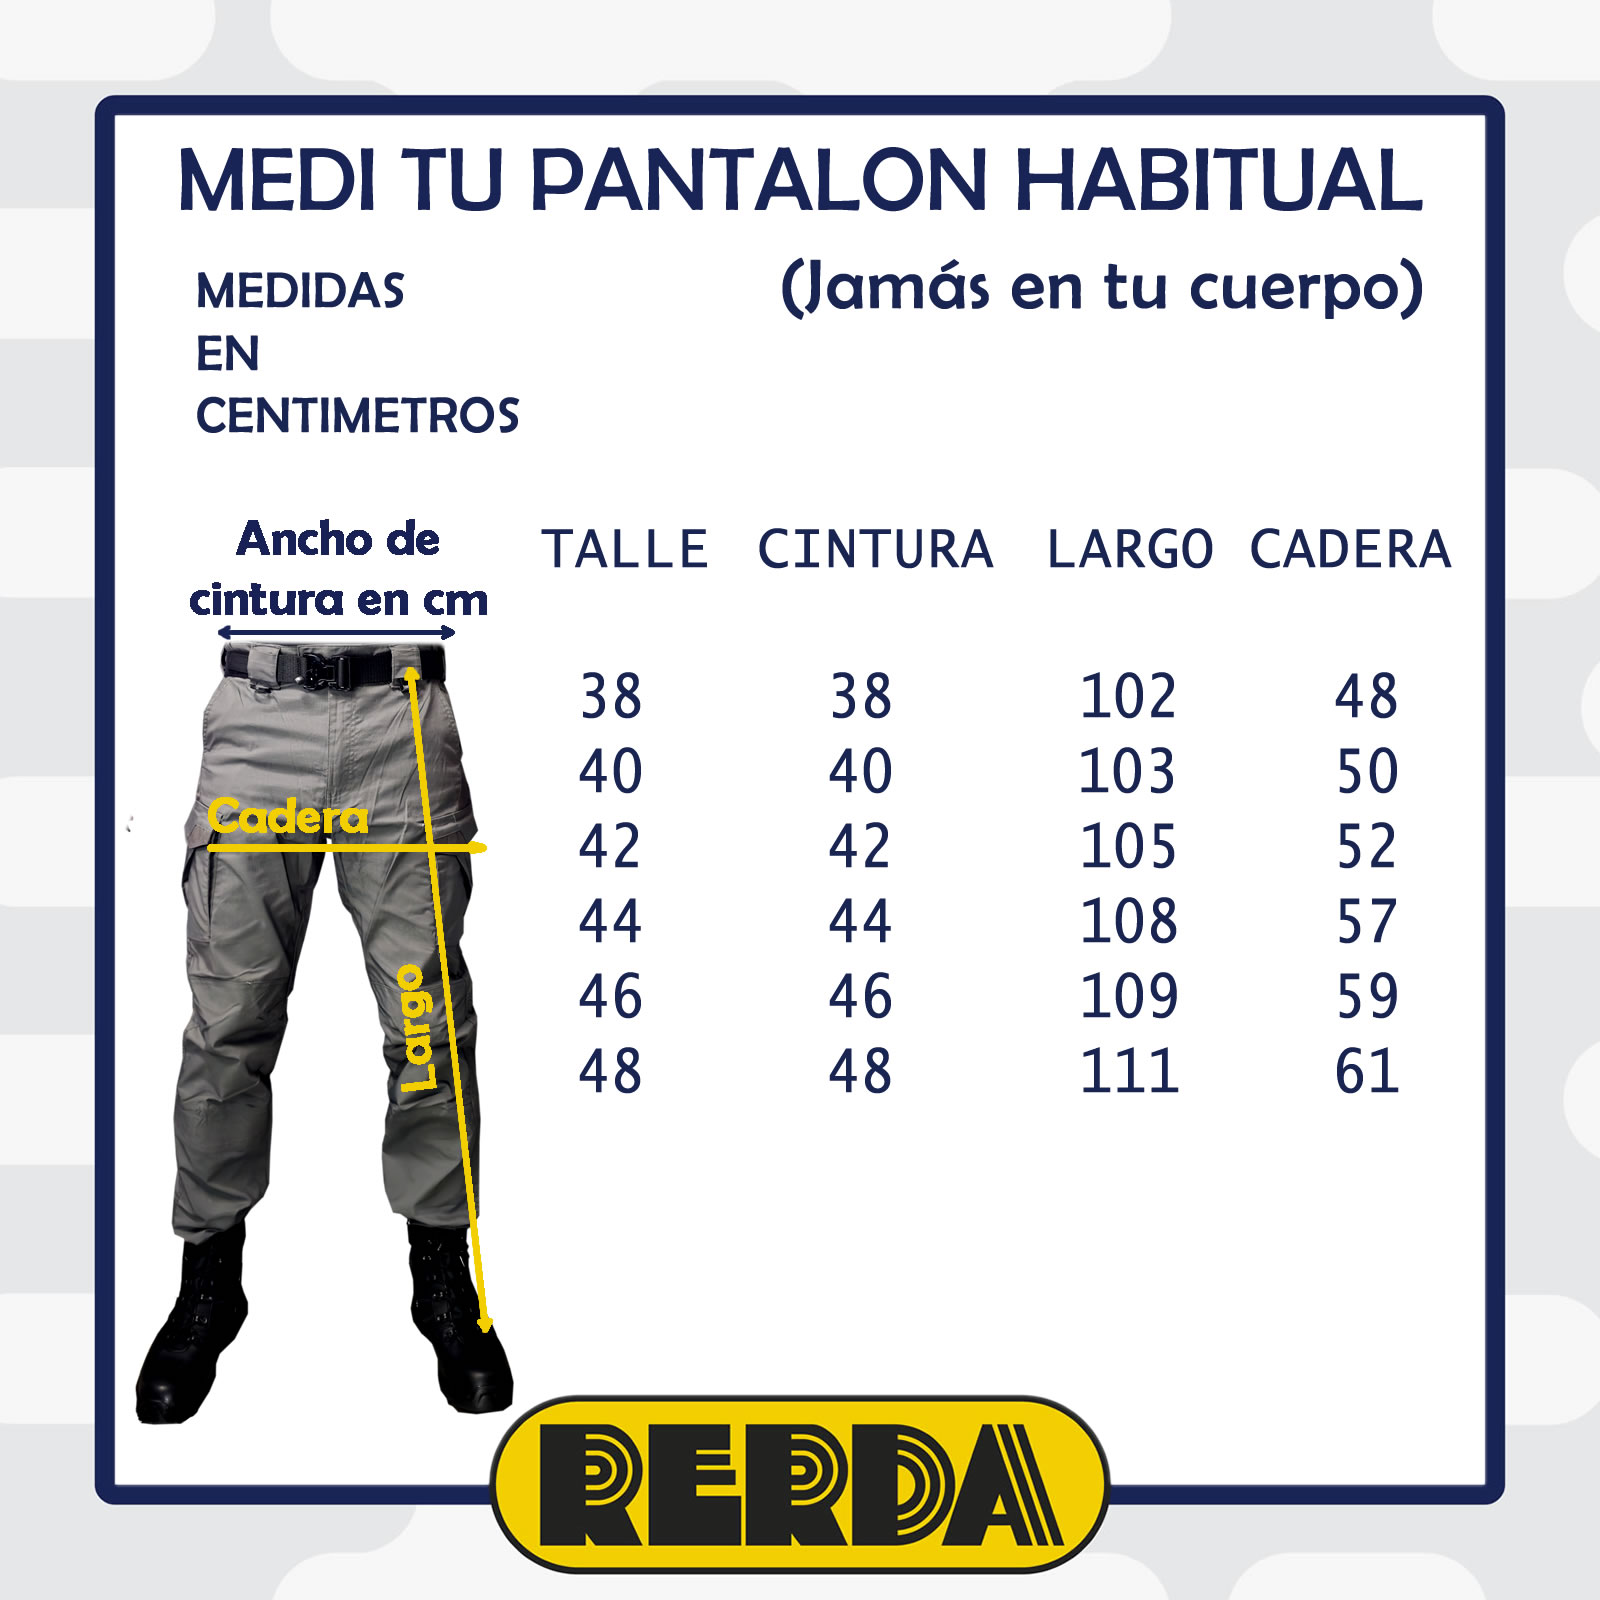 MEDI TU PANTALON HABITUAL
(Jamás en tu cuerpo)
MEDIDAS
EN
CENTIMETROS
Ancho de
cintura en cm
Cadera
Largo
TALLE CINTURA LARGO CADERA
38 38 102 48
40 40 103 50
42 42 105 52
44 44 108 57
46 46 109 59
48 48 111 61
RERDA